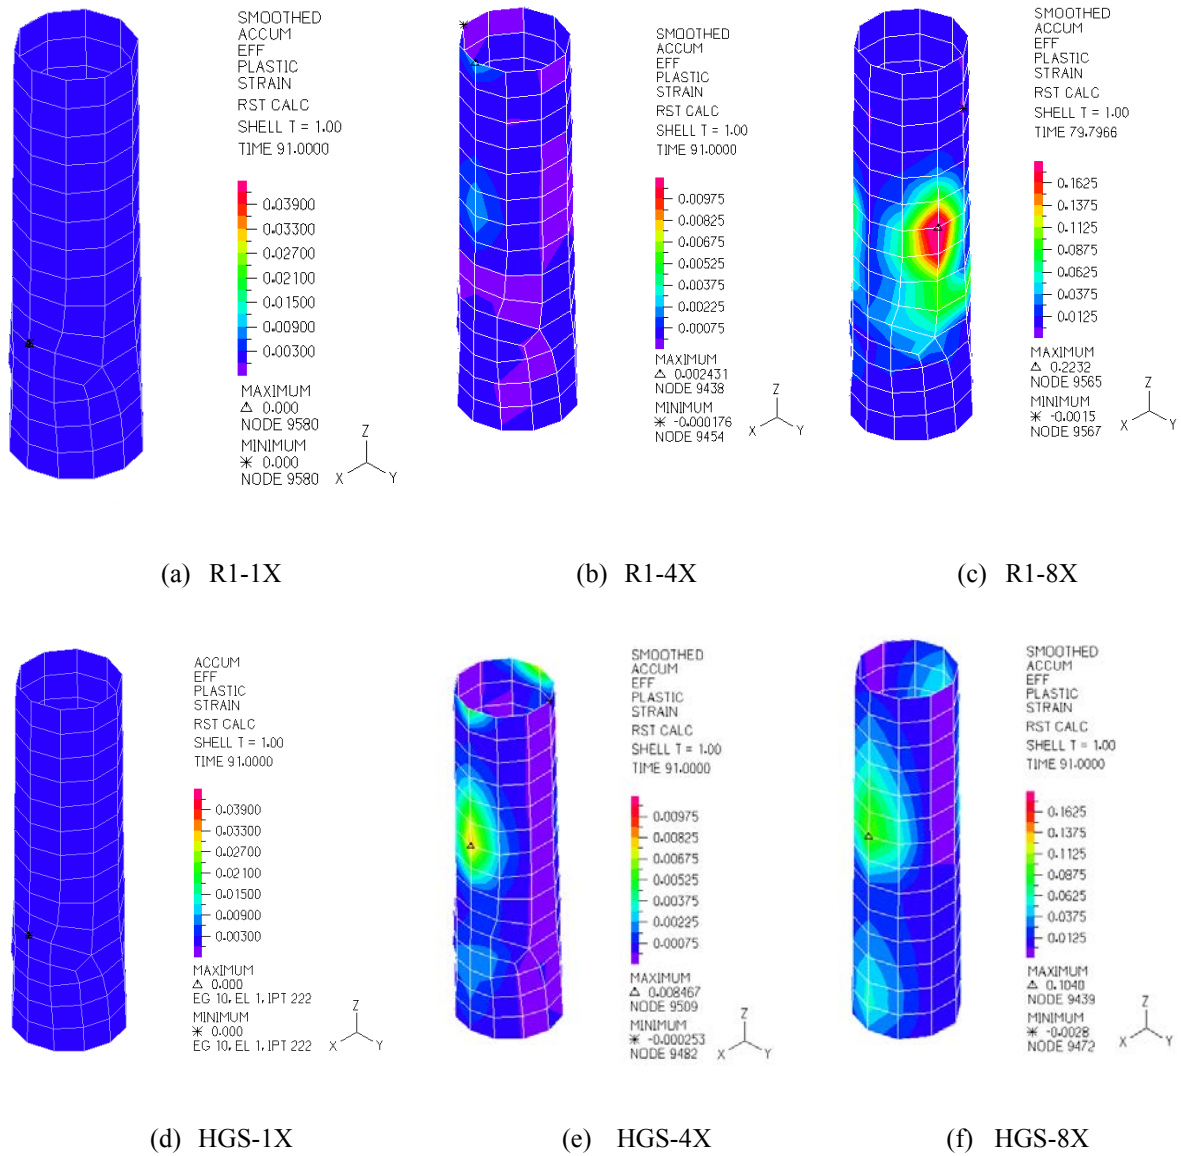 SMOOTHED
ACCUM
EFF
PLASTIC
STRAIN
RST CALC
SHELL T = 1.00
TIME 91.0000
0.03900
0.03300
0.02700
0.02100
0.01500
0.00900
0.00300
MAXIMUM
△ 0.000
NODE 9580
MINIMUM
✳ 0.000
NODE 9580
Z
X Y
(a) R1-1X
SMOOTHED
ACCUM
EFF
PLASTIC
STRAIN
RST CALC
SHELL T = 1.00
TIME 91.0000
0.00975
0.00825
0.00675
0.00525
0.00375
0.00225
0.00075
MAXIMUM
△ 0.002431
NODE 9438
MINIMUM
✳ -0.000176
NODE 9454
Z
X Y
(b) R1-4X
SMOOTHED
ACCUM
EFF
PLASTIC
STRAIN
RST CALC
SHELL T = 1.00
TIME 79.7966
0.1625
0.1375
0.1125
0.0875
0.0625
0.0375
0.0125
MAXIMUM
△ 0.2232
NODE 9565
MINIMUM
✳ -0.0015
NODE 9567
Z
X Y
(c) R1-8X
ACCUM
EFF
PLASTIC
STRAIN
RST CALC
SHELL T = 1.00
TIME 91.0000
0.03900
0.03300
0.02700
0.02100
0.01500
0.00900
0.00300
MAXIMUM
△ 0.000
EG 10, EL 1, IPT 222
MINIMUM
✳ 0.000
EG 10, EL 1, IPT 222
Z
X Y
(d) HGS-1X
SMOOTHED
ACCUM
EFF
PLASTIC
STRAIN
RST CALC
SHELL T = 1.00
TIME 91.0000
0.00975
0.00825
0.00675
0.00525
0.00375
0.00225
0.00075
MAXIMUM
△ 0.008467
NODE 9509
MINIMUM
✳ -0.000253
NODE 9482
Z
X Y
(e) HGS-4X
SMOOTHED
ACCUM
EFF
PLASTIC
STRAIN
RST CALC
SHELL T = 1.00
TIME 91.0000
0.1625
0.1375
0.1125
0.0875
0.0625
0.0375
0.0125
MAXIMUM
△ 0.1040
NODE 9439
MINIMUM
✳ -0.0028
NODE 9472
Z
X Y
(f) HGS-8X